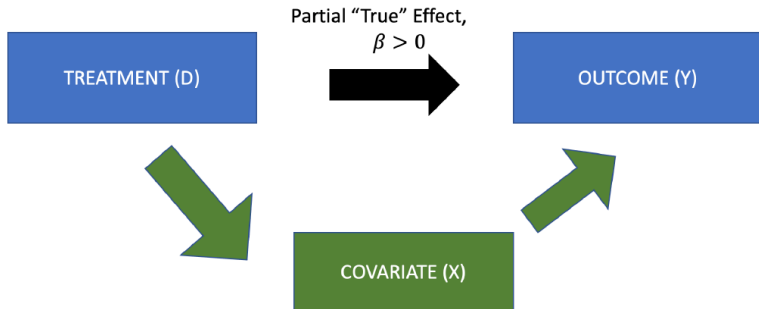 Partial “True” Effect,
𝛽 > 0
TREATMENT (D)
OUTCOME (Y)
COVARIATE (X)